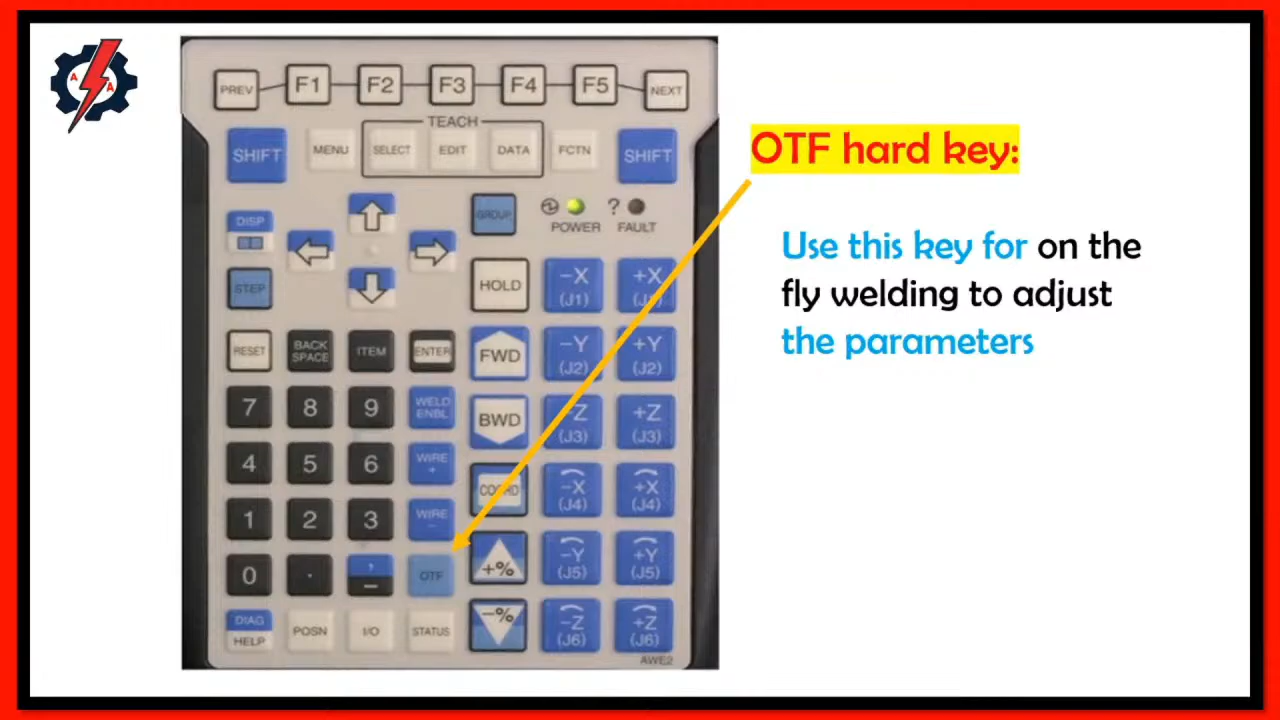 A A
PREV F1 F2 F3 F4 F5 NEXT
TEACH
SHIFT MENU SELECT EDIT DATA FCTN SHIFT
DISP GROUP ? POWER FAULT
STEP HOLD -X (J1) +X (J1)
RESET BACK SPACE ITEM ENTER FWD -Y (J2) +Y (J2)
7 8 9 WELD ENBL BWD -Z (J3) +Z (J3)
4 5 6 WIRE + COORD -X (J4) +X (J4)
1 2 3 WIRE - +% -Y (J5) +Y (J5)
0 . , _ OTF
DIAG HELP POSN I/O STATUS -% -Z (J6) +Z (J6)
AWE2
OTF hard key:
Use this key for on the
fly welding to adjust
the parameters